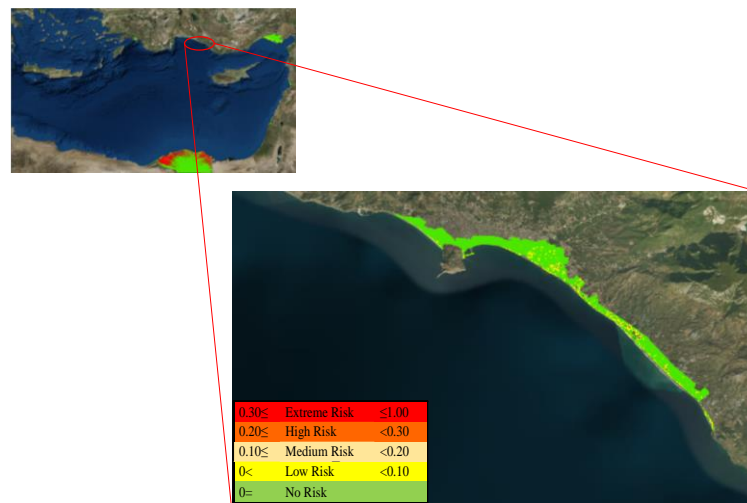 0.30≤ Extreme Risk ≤1.00
0.20≤ High Risk <0.30
0.10≤ Medium Risk <0.20
0< Low Risk <0.10
0= No Risk